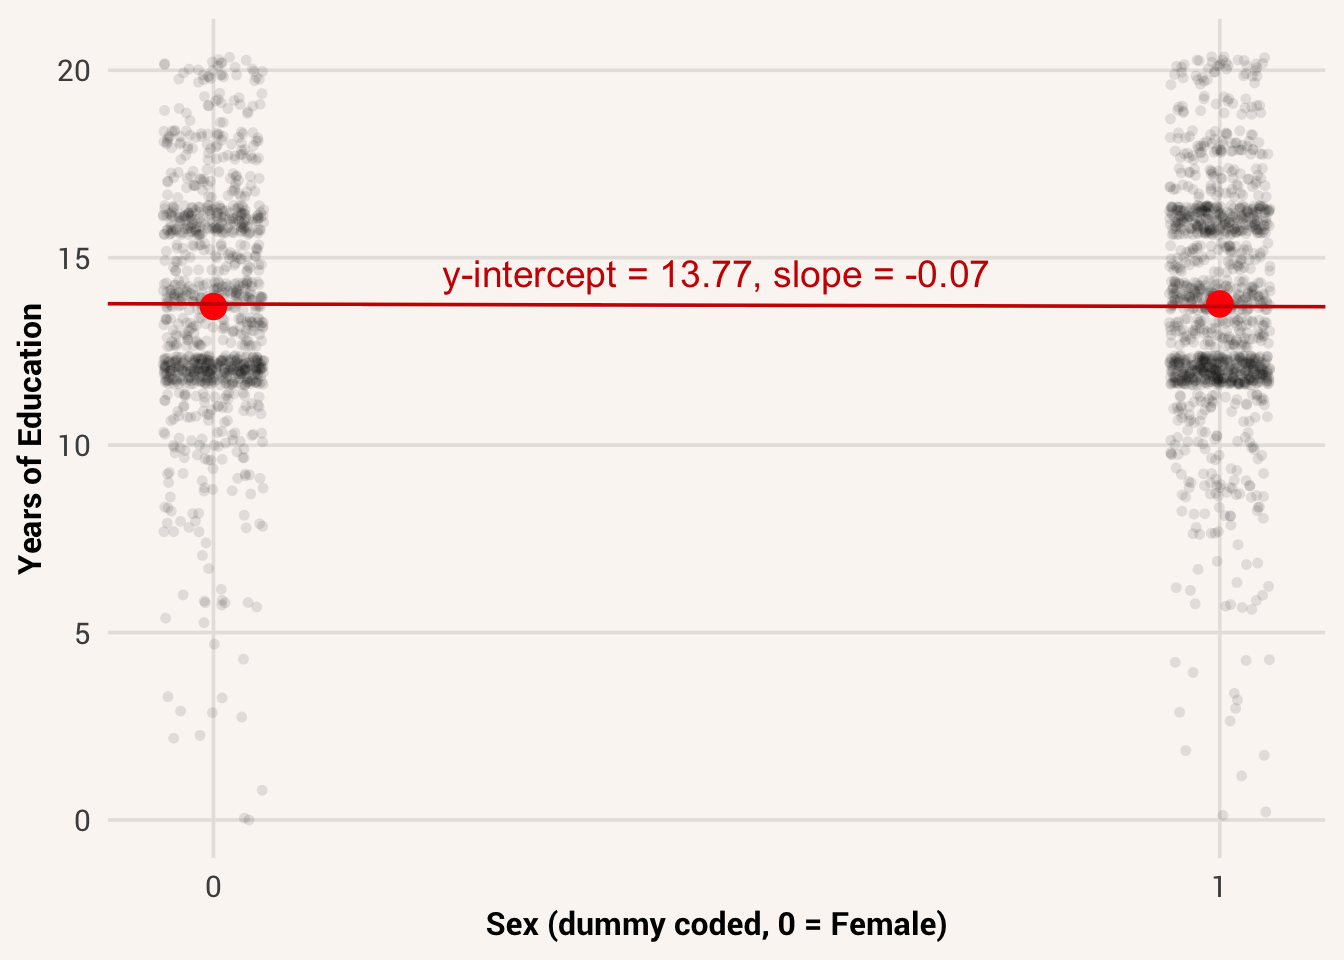 20
15
10
5
0
Years of Education
y-intercept = 13.77, slope = -0.07
0
1
Sex (dummy coded, 0 = Female)